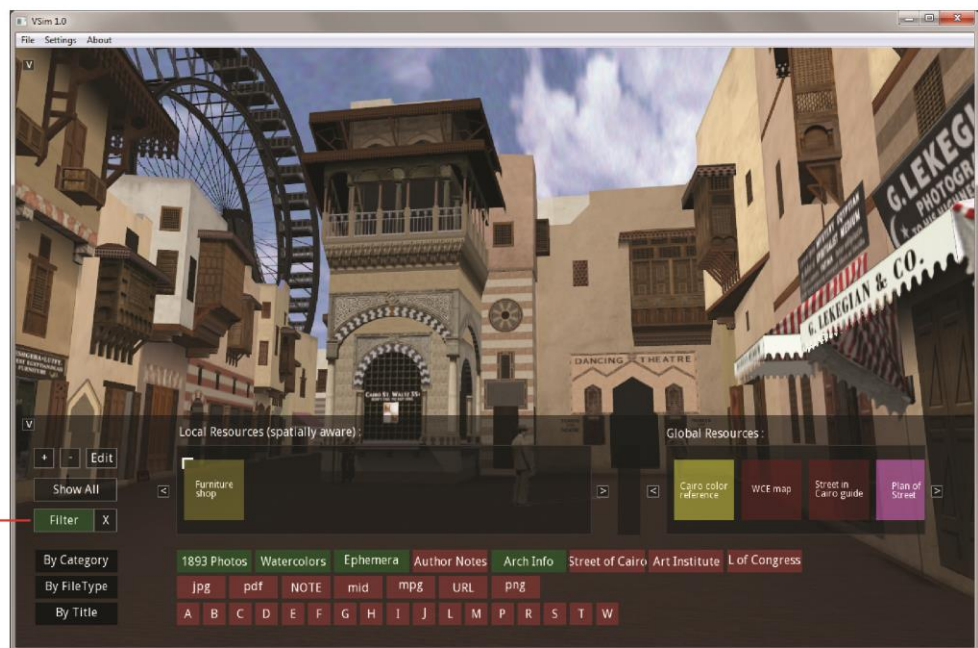 VSim 1.0
File Settings About
V
G. LEKEG
PHOTOGR
G. LEKEGIAN & CO.
DANCING THEATRE
FURNITURE
V
Local Resources (spatially aware) :
Global Resources :
+ - Edit
Show All
Filter X
<
Furniture
shop
>
<
Cairo color
reference
WCE map
Street in
Cairo guide
Plan of
Street
>
By Category
1893 Photos Watercolors Ephemera Author Notes Arch Info Street of Cairo Art Institute L of Congress
By FileType
jpg pdf NOTE mid mpg URL png
By Title
A B C D E F G H I J L M P R S T W